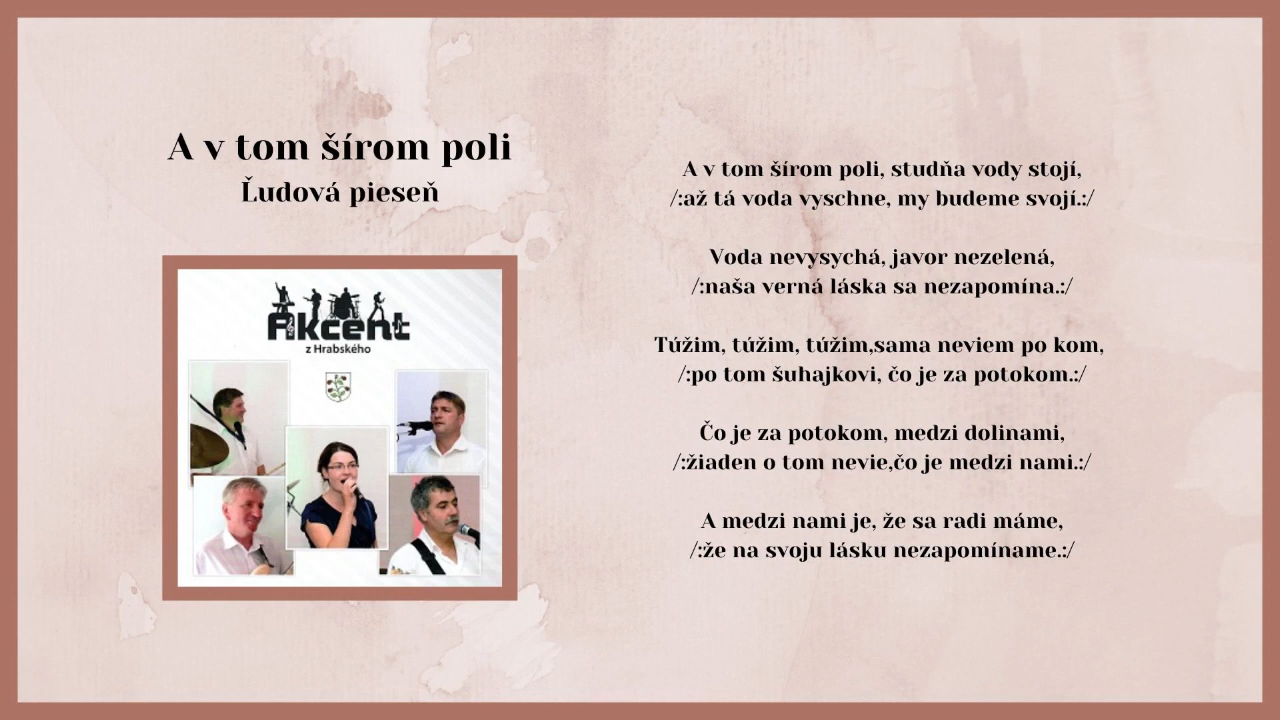 A v tom šírom poli
Ľudová pieseň
Akcent
z Hrabského
A v tom šírom poli, studňa vody stojí,
/:až tá voda vyschne, my budeme svojí.:/
Voda nevysychá, javor nezelená,
/:naša verná láska sa nezapomína.:/
Túžim, túžim, túžim,sama neviem po kom,
/:po tom šuhajkovi, čo je za potokom.:/
Čo je za potokom, medzi dolinami,
/:žiaden o tom nevie,čo je medzi nami.:/
A medzi nami je, že sa radi máme,
/:že na svoju lásku nezapomíname.:/